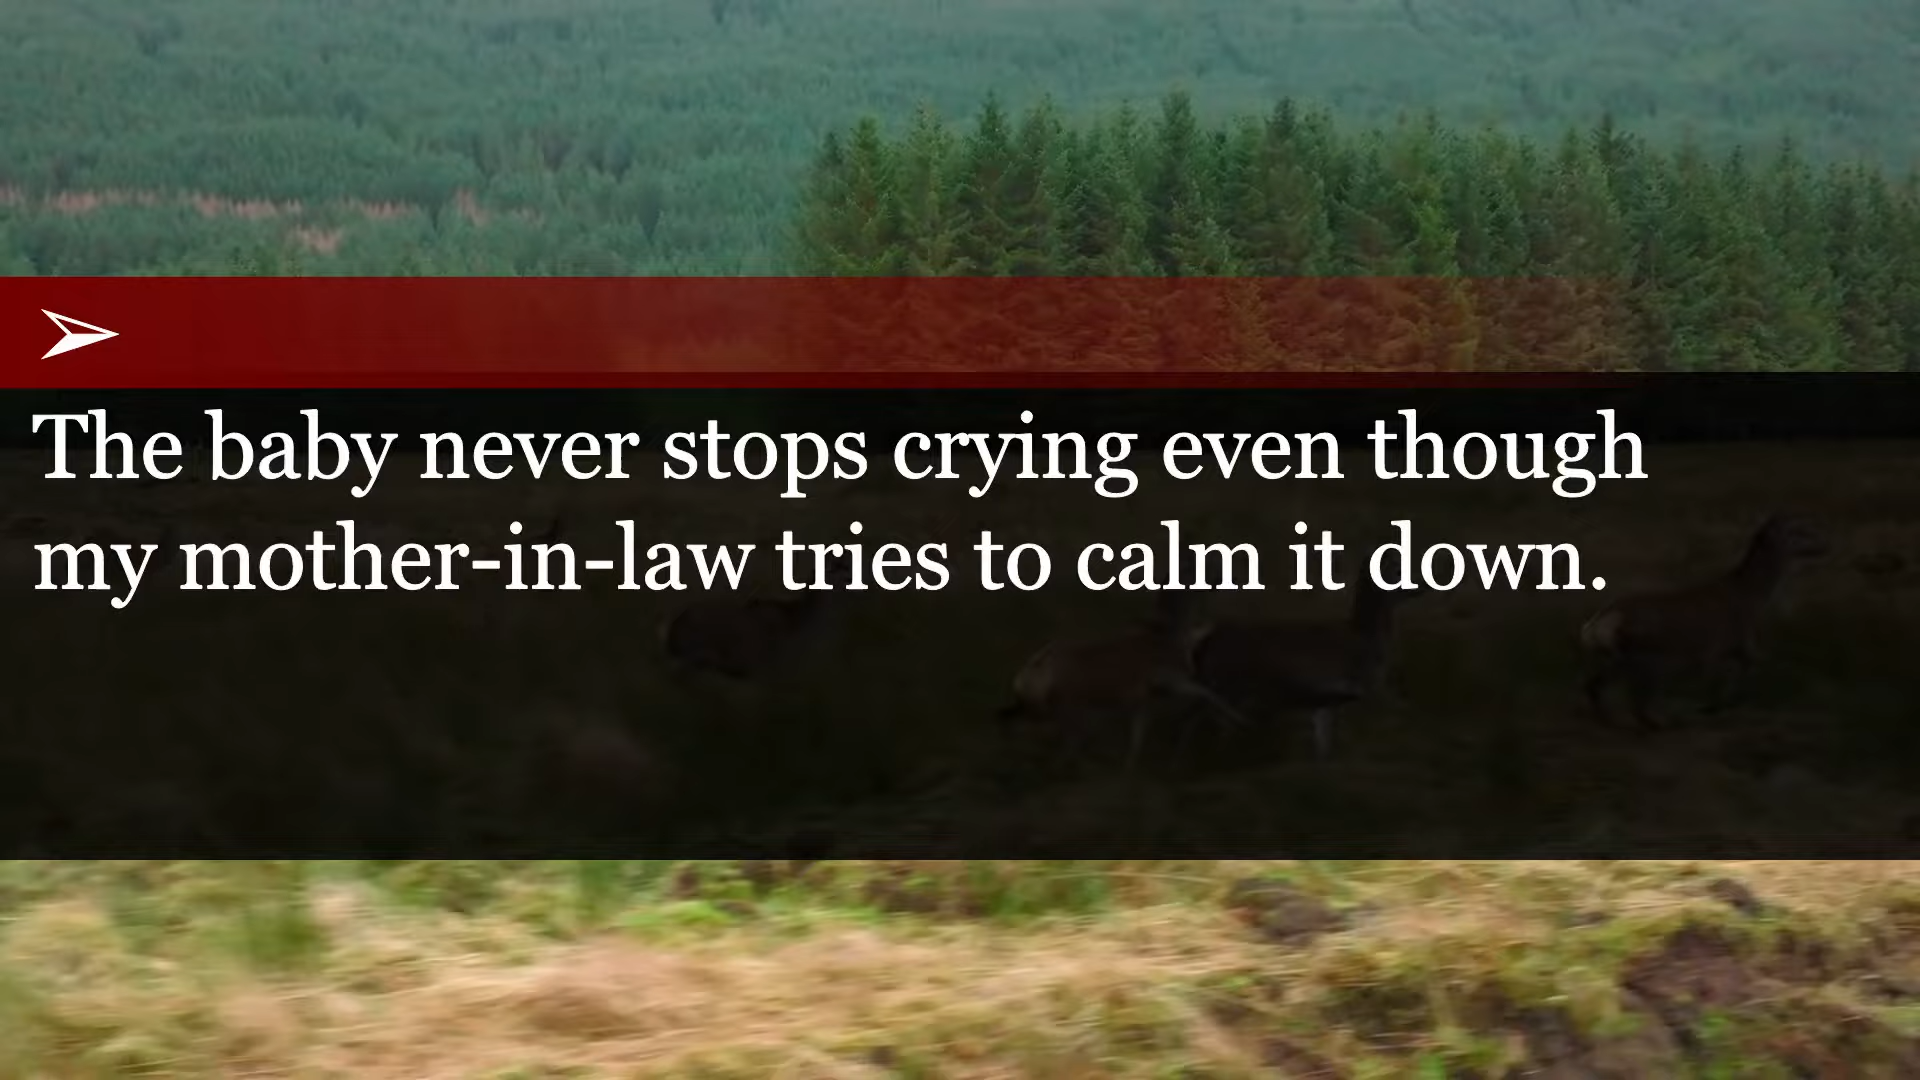 The baby never stops crying even though
my mother-in-law tries to calm it down.